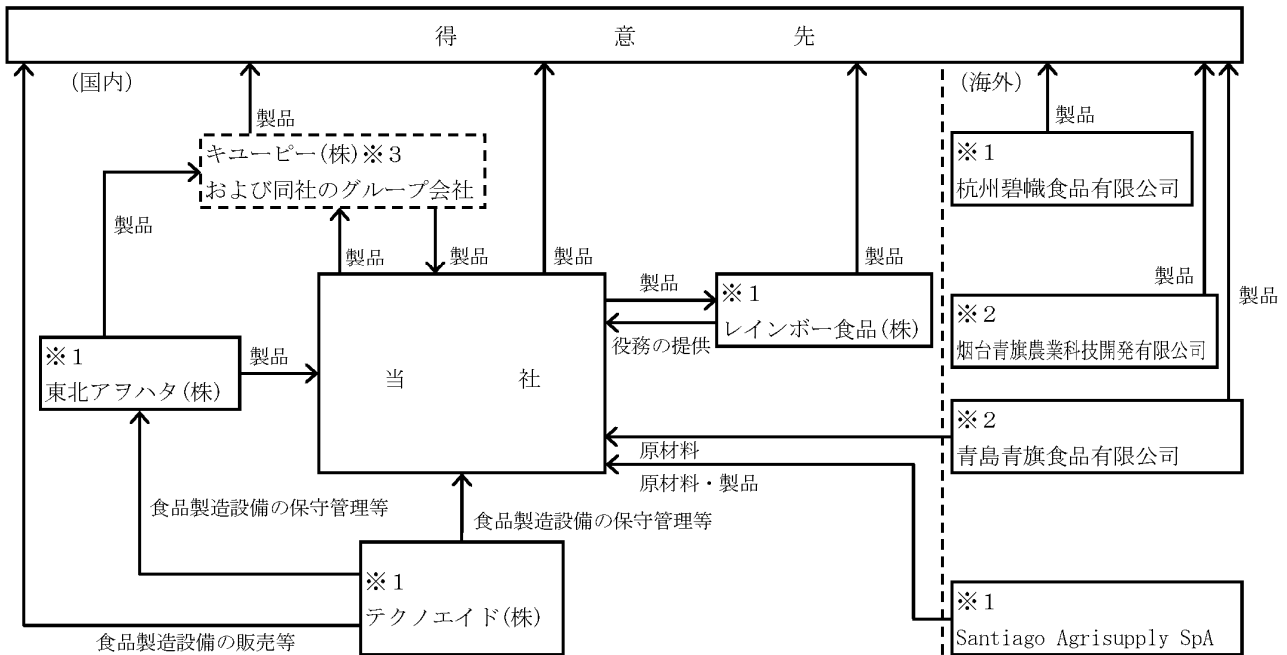 得意先
(国内)
(海外)
製品
製品
キユーピー(株)※3
および同社のグループ会社
※1
杭州碧幟食品有限公司
製品
製品
製品
製品
製品
製品
製品
製品
※1
レインボー食品(株)
役務の提供
※2
烟台青旗農業科技開発有限公司
※1
東北アヲハタ(株)
製品
当社
※2
青島青旗食品有限公司
原材料
原材料・製品
食品製造設備の保守管理等
食品製造設備の保守管理等
※1
テクノエイド(株)
食品製造設備の販売等
※1
Santiago Agrisupply SpA